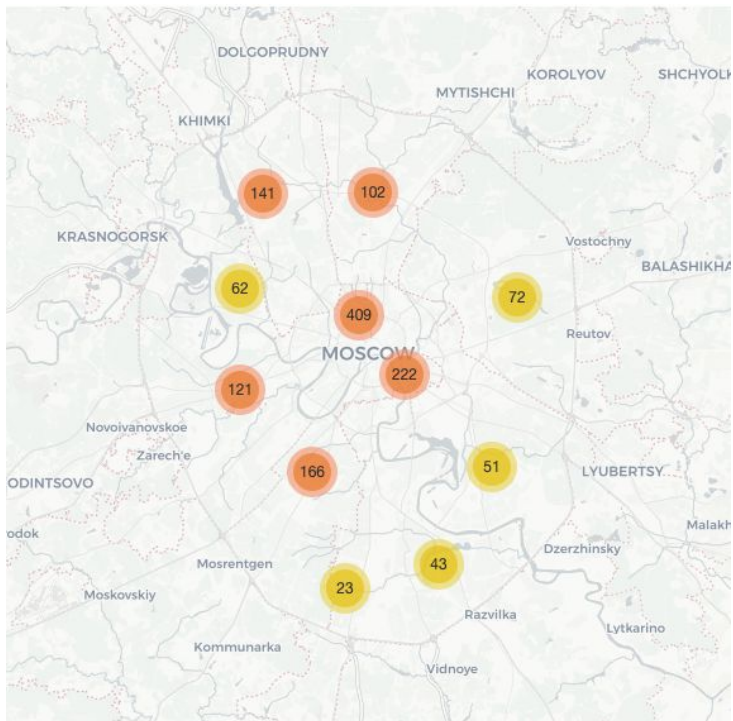 DOLGOPRUDNY
KOROLYOV
SHCHYOLK
MYTISHCHI
KHIMKI
141
102
KRASNOGORSK
Vostochny
BALASHIKHA
62
72
409
Reutov
MOSCOW
222
121
Novoivanovskoe
Zarech'e
166
51
LYUBERTSY
ODINTSOVO
rodok
Malakh
Dzerzhinsky
Mosrentgen
43
23
Moskovskiy
Razvilka
Lytkarino
Kommunarka
Vidnoye